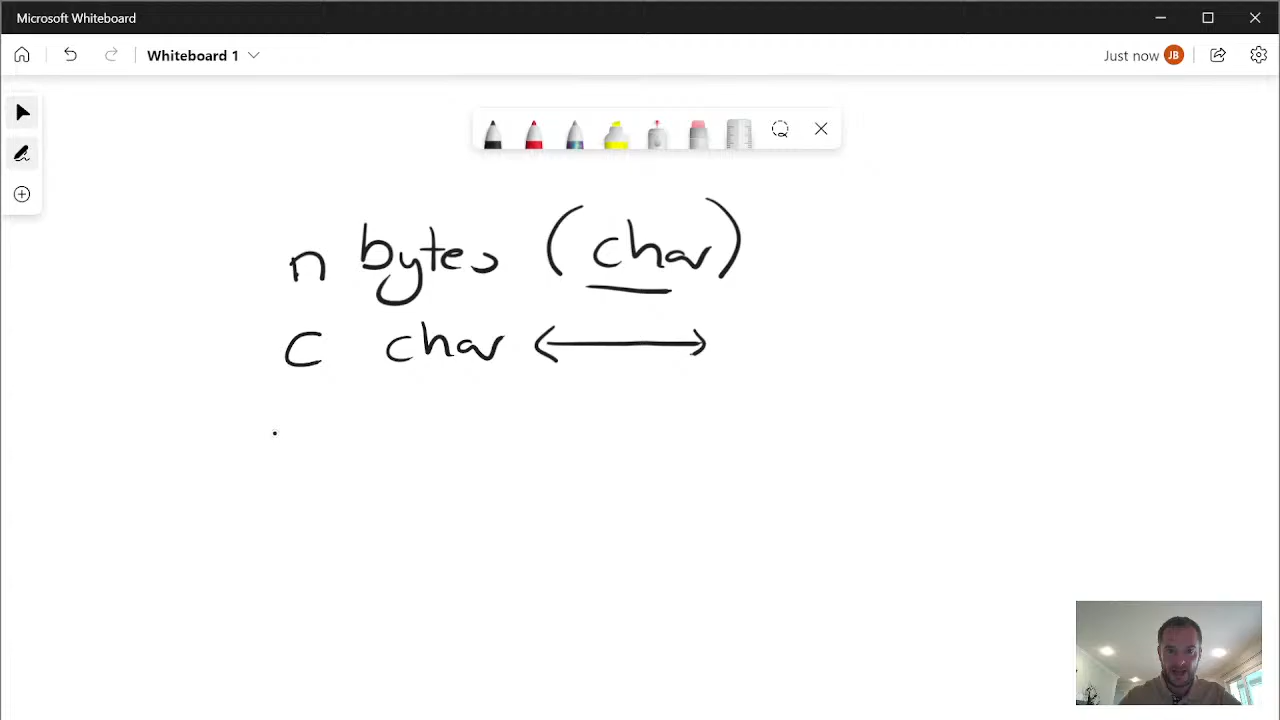 Microsoft Whiteboard
Whiteboard 1
Just now JB
n bytes (char)
C char